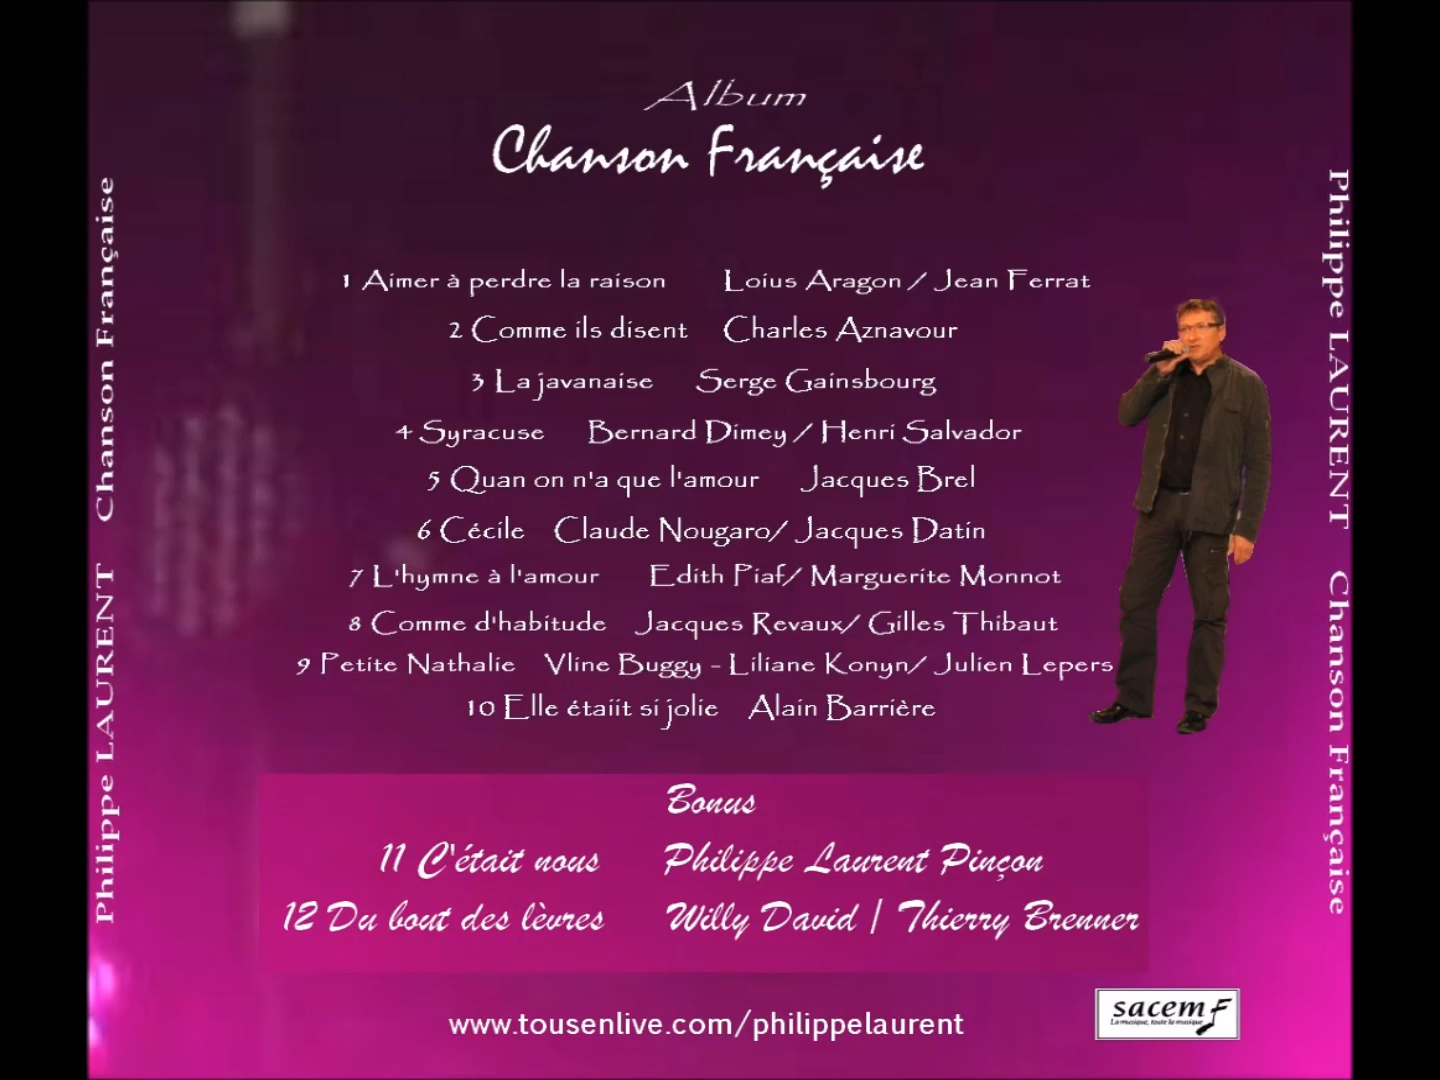 Album
Chanson Française
1 Aimer à perdre la raison Loius Aragon / Jean Ferrat
2 Comme ils disent Charles Aznavour
3 La javanaise Serge Gainsbourg
4 Syracuse Bernard Dimey / Henri Salvador
5 Quan on n'a que l'amour Jacques Brel
6 Cécile Claude Nougaro/ Jacques Datin
7 L'hymne à l'amour Edith Piaf/ Marguerite Monnot
8 Comme d'habitude Jacques Revaux/ Gilles Thibaut
9 Petite Nathalie Vline Buggy - Liliane Konyn/ Julien Lepers
10 Elle étaiit si jolie Alain Barrière
Bonus
11 C'était nous Philippe Laurent Pinçon
12 Du bout des lèvres Willy David / Thierry Brenner
www.tousenlive.com/philippelaurent
sacem
La musique, toute la musique
Philippe LAURENT Chanson Française
Philippe LAURENT Chanson Française